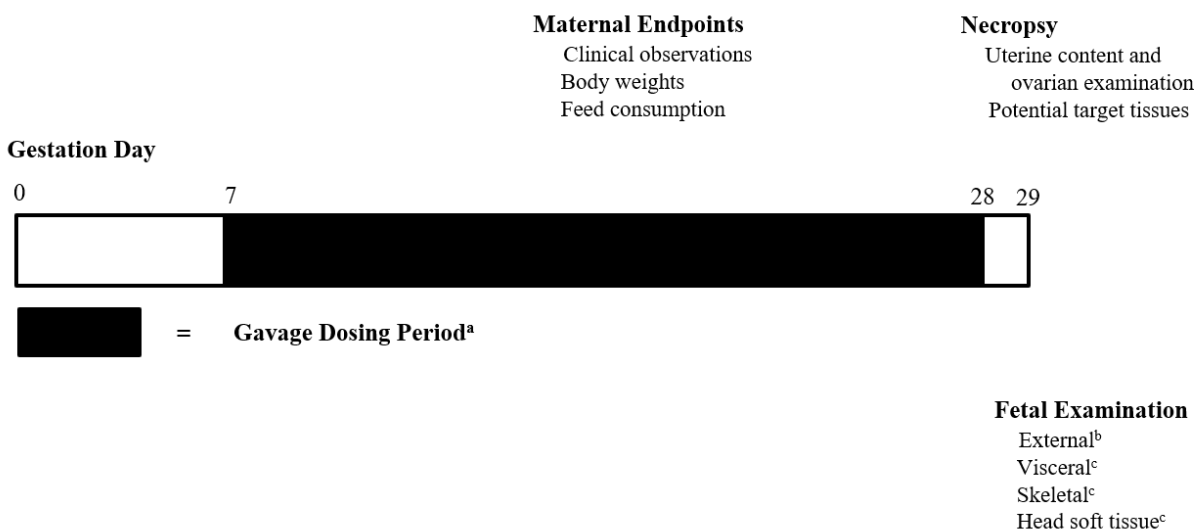 Maternal Endpoints
Clinical observations
Body weights
Feed consumption
Necropsy
Uterine content and
ovarian examination
Potential target tissues
Gestation Day
0 7 28 29
= Gavage Dosing Periodᵃ
Fetal Examination
Externalᵇ
Visceralᶜ
Skeletalᶜ
Head soft tissueᶜ